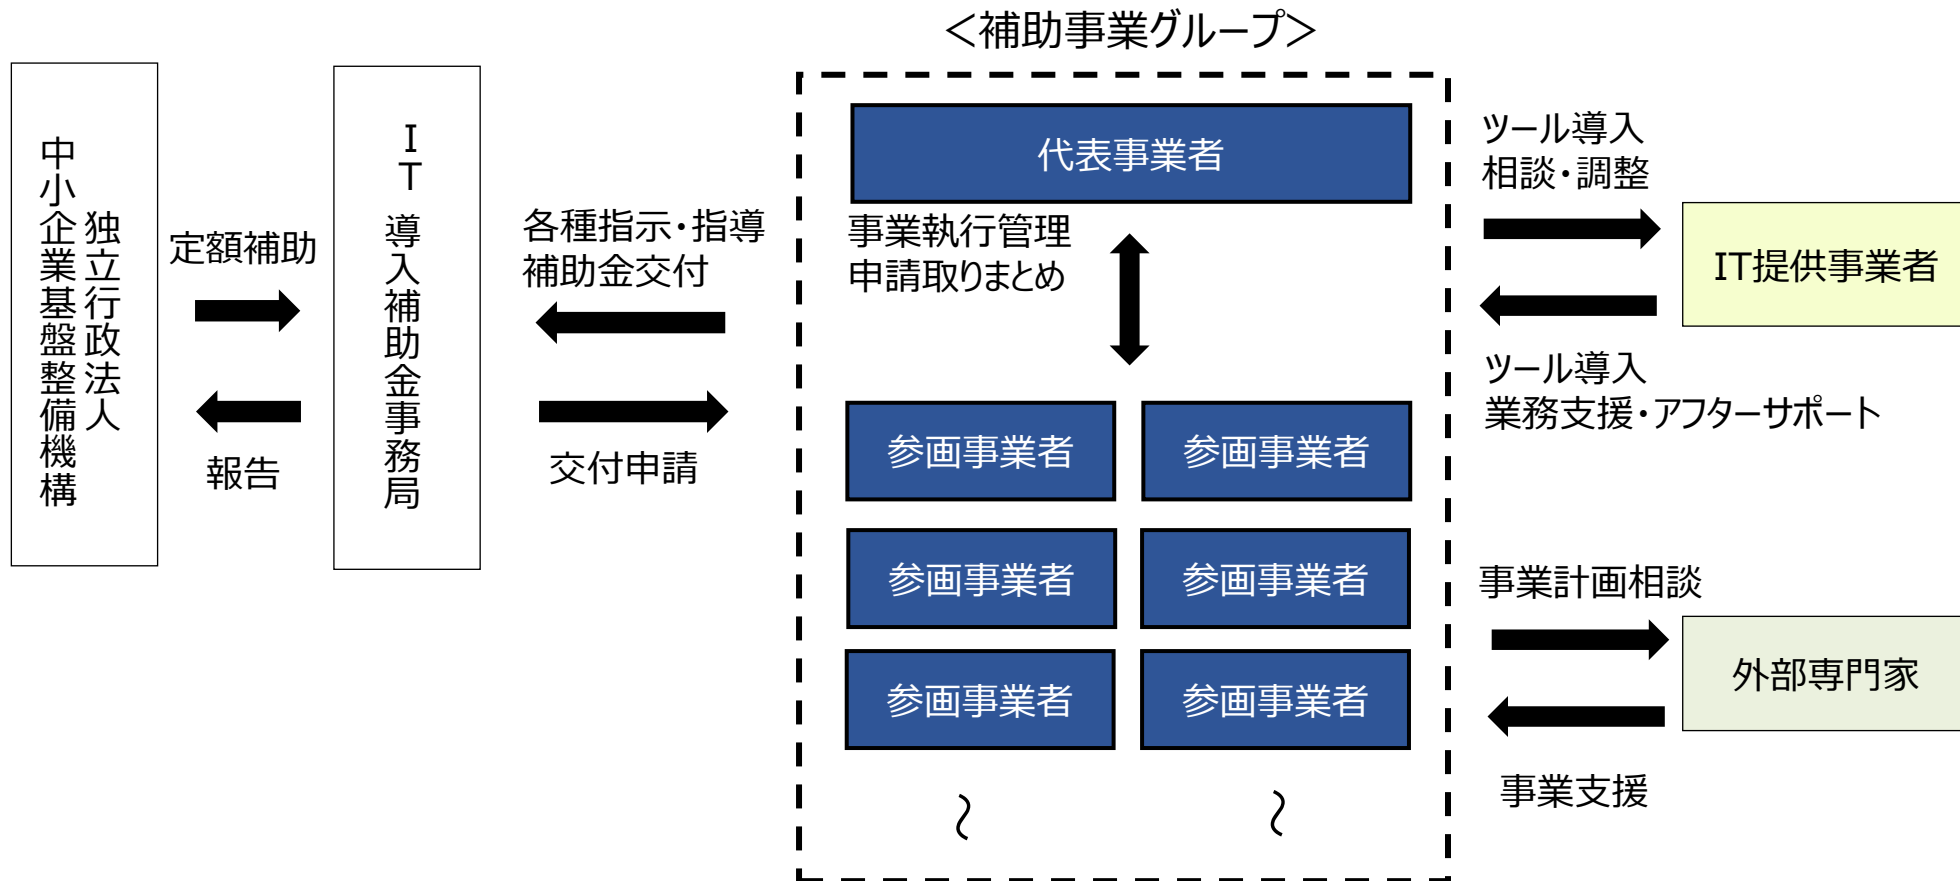 ＜補助事業グループ＞
独立行政法人
中小企業基盤整備機構
定額補助
報告
IT導入補助金事務局
各種指示・指導
補助金交付
交付申請
代表事業者
事業執行管理
申請取りまとめ
参画事業者
参画事業者
参画事業者
参画事業者
参画事業者
参画事業者
～
～
ツール導入
相談・調整
IT提供事業者
ツール導入
業務支援・アフターサポート
事業計画相談
外部専門家
事業支援